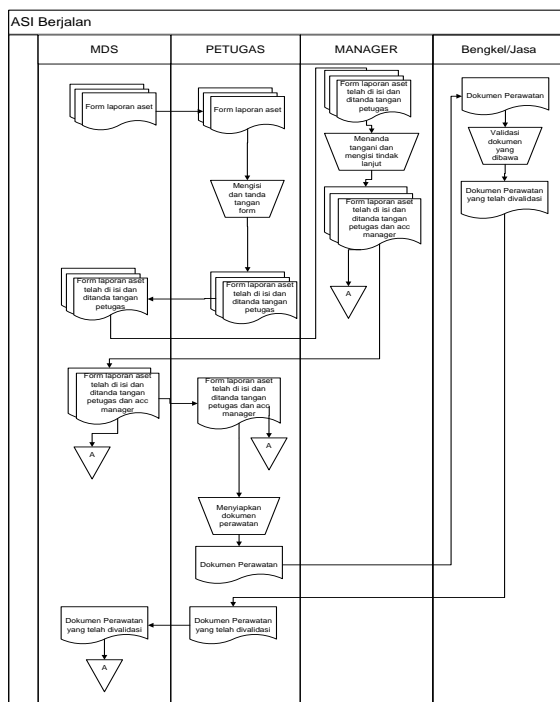 ASI Berjalan
MDS
PETUGAS
MANAGER
Bengkel/Jasa
Form laporan aset
Form laporan aset
Mengisi
dan tanda
tangan
form
Form laporan aset
telah di isi dan
ditanda tangan
petugas
Form laporan aset
telah di isi dan
ditanda tangan
petugas
Form laporan aset
telah di isi dan
ditanda tangan
petugas
Menanda
tangani dan
mengisi tindak
lanjut
Form laporan aset
telah di isi dan
ditanda tangan
petugas dan acc
manager
A
Form laporan aset
telah di isi dan
ditanda tangan
petugas dan acc
manager
A
Form laporan aset
telah di isi dan
ditanda tangan
petugas dan acc
manager
A
Menyiapkan
dokumen
perawatan
Dokumen Perawatan
Dokumen Perawatan
Validasi
dokumen
yang
dibawa
Dokumen Perawatan
yang telah divalidasi
Dokumen Perawatan
yang telah divalidasi
Dokumen Perawatan
yang telah divalidasi
A